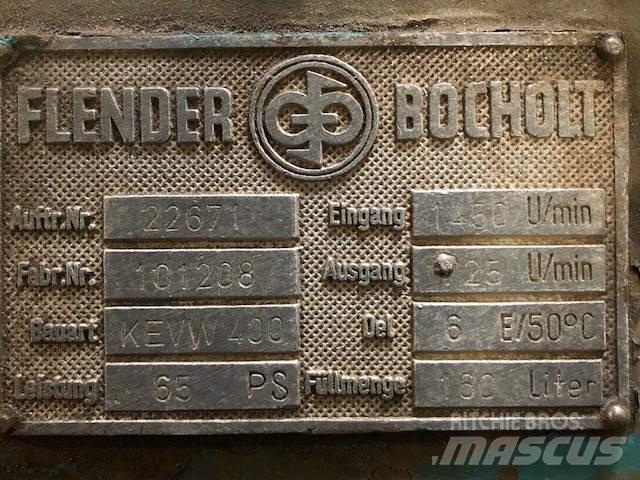 FLENDER BOCHOLT
Auftr.Nr. 22671 Eingang 1450 U/min
Fabr.Nr. 101208 Ausgang 25 U/min
Bauart KEVW 400 Oel 6 E/50°C
Leistung 65 PS Füllmenge 160 Liter
RITCHIE BROS.
MASCUS